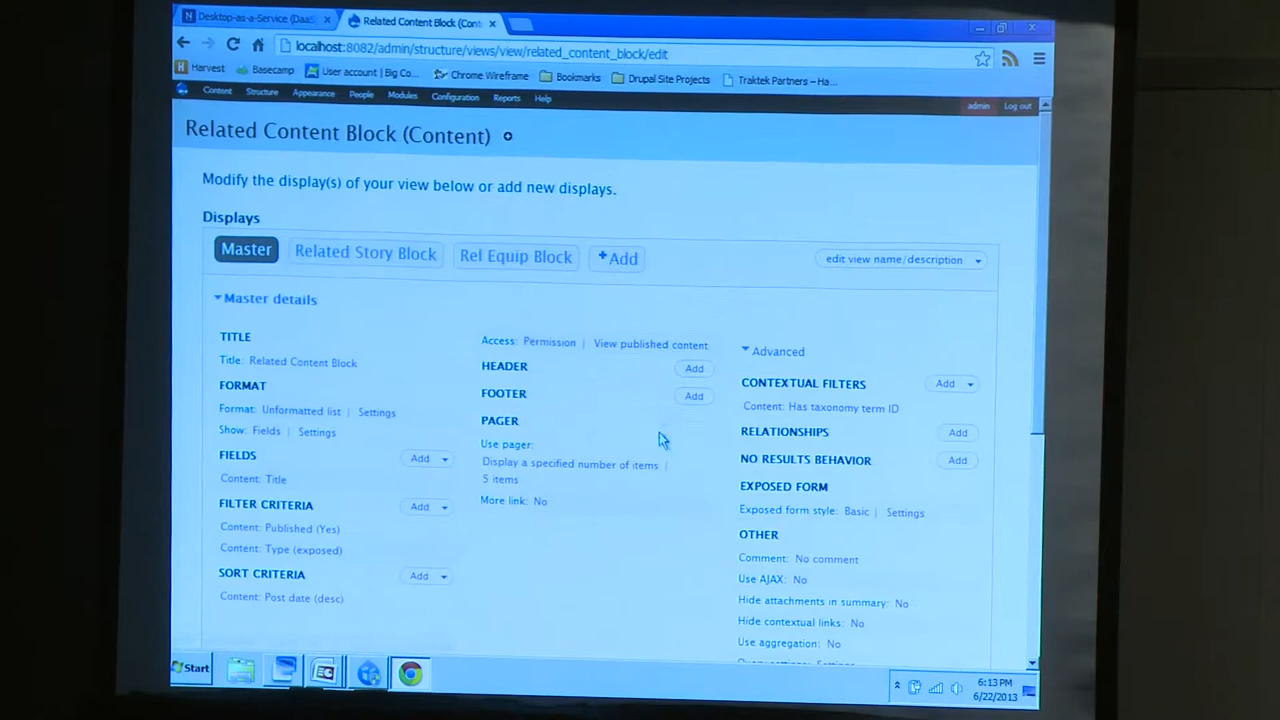 Desktop-as-a-Service (DaaS
Related Content Block (Cont
localhost:8082/admin/structure/views/view/related_content_block/edit
Harvest Basecamp User account | Big Co... Chrome Wireframe Bookmarks Drupal Site Projects Traktek Partners – Ha...
Content Structure Appearance People Modules Configuration Reports Help admin Log out
Related Content Block (Content)
Modify the display(s) of your view below or add new displays.
Displays
Master Related Story Block Rel Equip Block +Add edit view name/description
Master details
TITLE
Title: Related Content Block
FORMAT
Format: Unformatted list | Settings
Show: Fields | Settings
FIELDS Add
Content: Title
FILTER CRITERIA Add
Content: Published (Yes)
Content: Type (exposed)
SORT CRITERIA Add
Content: Post date (desc)
Access: Permission | View published content
HEADER Add
FOOTER Add
PAGER
Use pager:
Display a specified number of items |
5 items
More link: No
Advanced
CONTEXTUAL FILTERS Add
Content: Has taxonomy term ID
RELATIONSHIPS Add
NO RESULTS BEHAVIOR Add
EXPOSED FORM
Exposed form style: Basic | Settings
OTHER
Comment: No comment
Use AJAX: No
Hide attachments in summary: No
Hide contextual links: No
Use aggregation: No
Query settings: Settings
Start
6:13 PM
6/22/2013